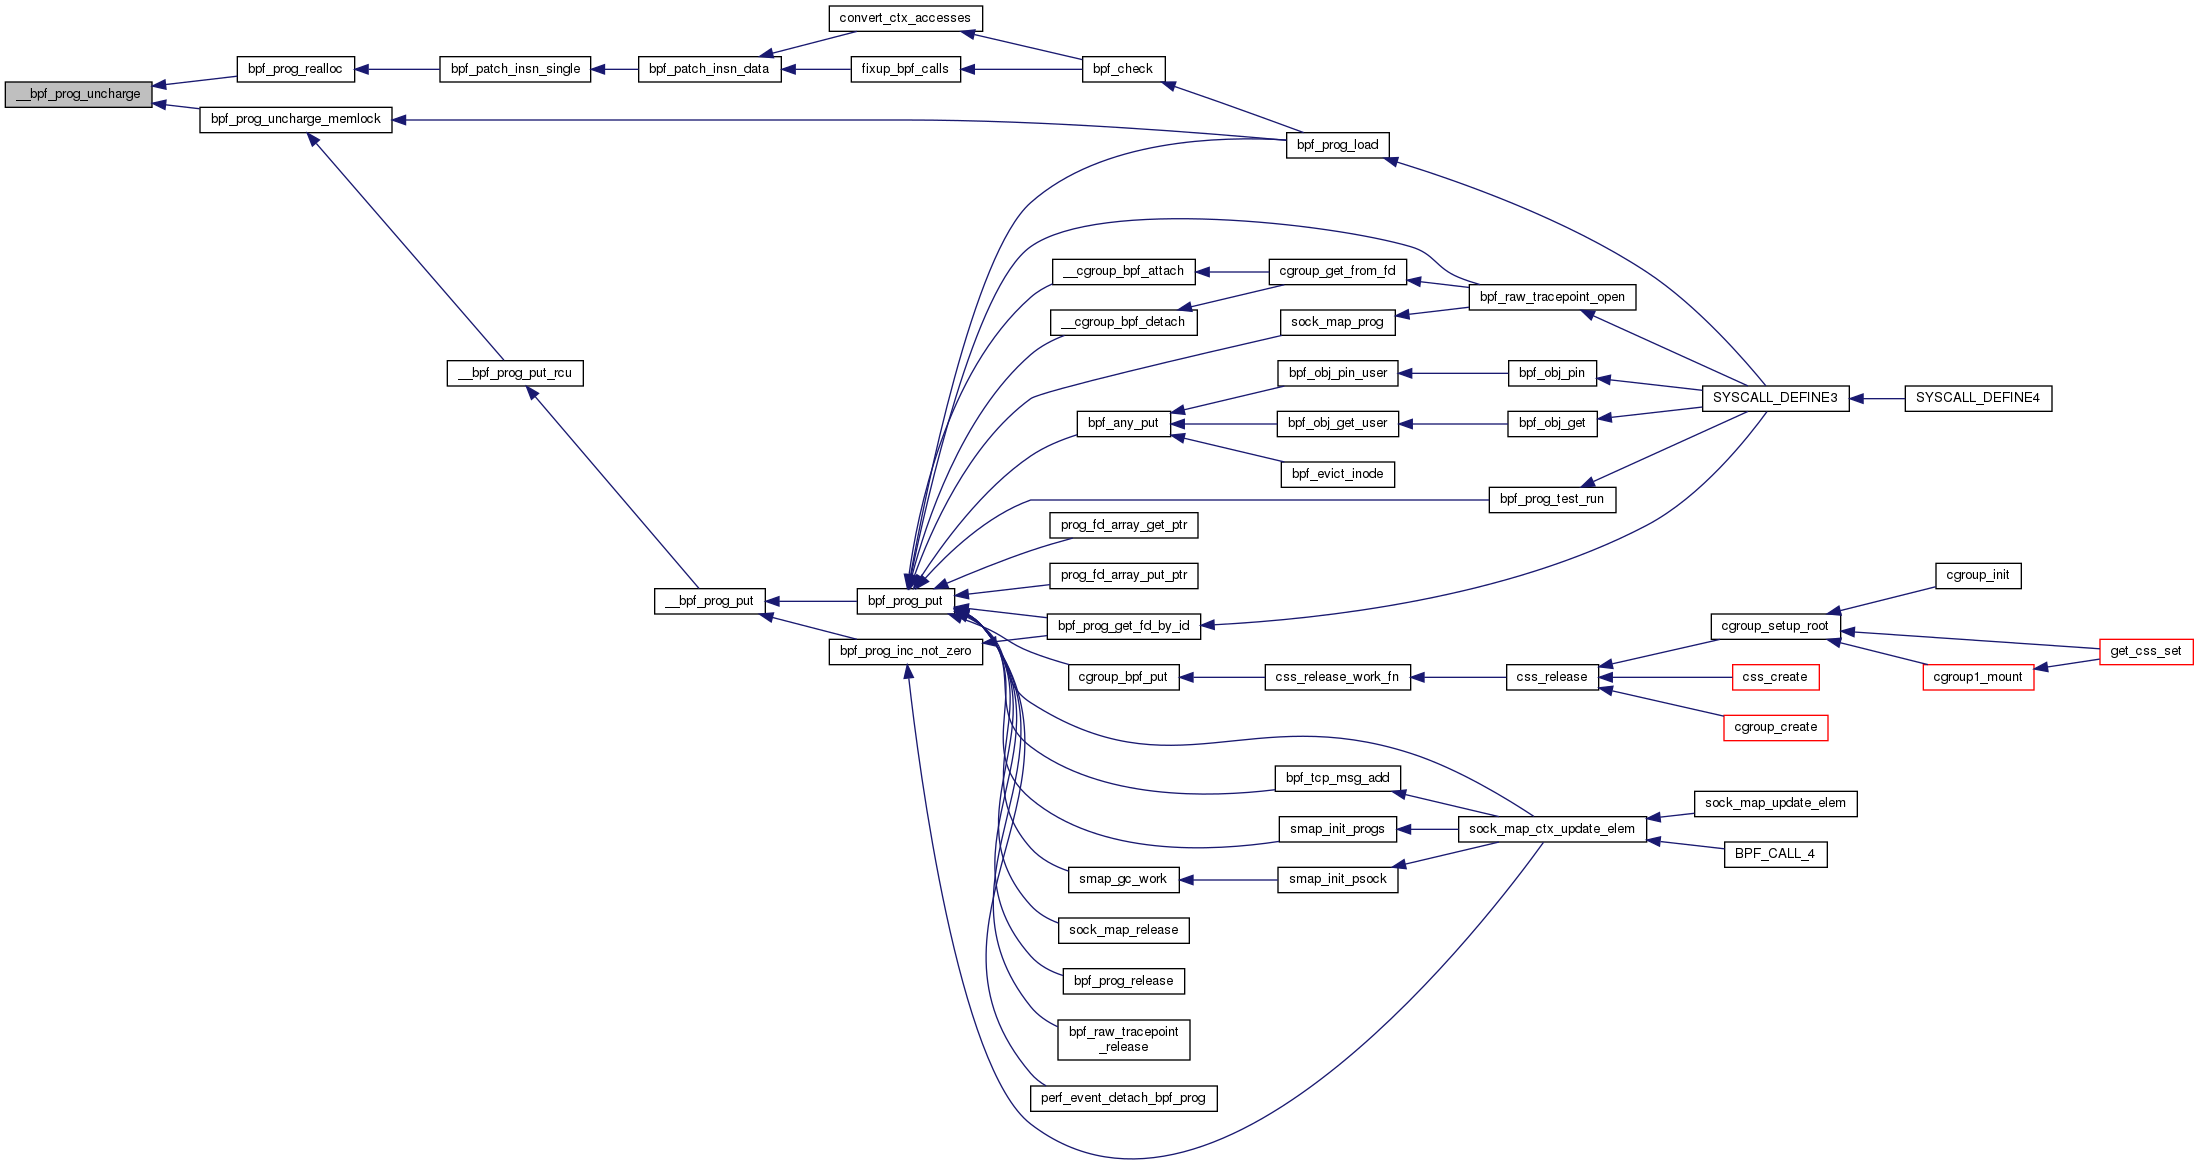 convert_ctx_accesses
bpf_prog_realloc
bpf_patch_insn_single
bpf_patch_insn_data
fixup_bpf_calls
bpf_check
__bpf_prog_uncharge
bpf_prog_uncharge_memlock
bpf_prog_load
__cgroup_bpf_attach
cgroup_get_from_fd
bpf_raw_tracepoint_open
__cgroup_bpf_detach
sock_map_prog
__bpf_prog_put_rcu
bpf_obj_pin_user
bpf_obj_pin
SYSCALL_DEFINE3
SYSCALL_DEFINE4
bpf_any_put
bpf_obj_get_user
bpf_obj_get
bpf_evict_inode
bpf_prog_test_run
prog_fd_array_get_ptr
prog_fd_array_put_ptr
cgroup_init
__bpf_prog_put
bpf_prog_put
bpf_prog_get_fd_by_id
cgroup_setup_root
bpf_prog_inc_not_zero
get_css_set
cgroup_bpf_put
css_release_work_fn
css_release
css_create
cgroup1_mount
cgroup_create
bpf_tcp_msg_add
sock_map_update_elem
smap_init_progs
sock_map_ctx_update_elem
BPF_CALL_4
smap_gc_work
smap_init_psock
sock_map_release
bpf_prog_release
bpf_raw_tracepoint
_release
perf_event_detach_bpf_prog